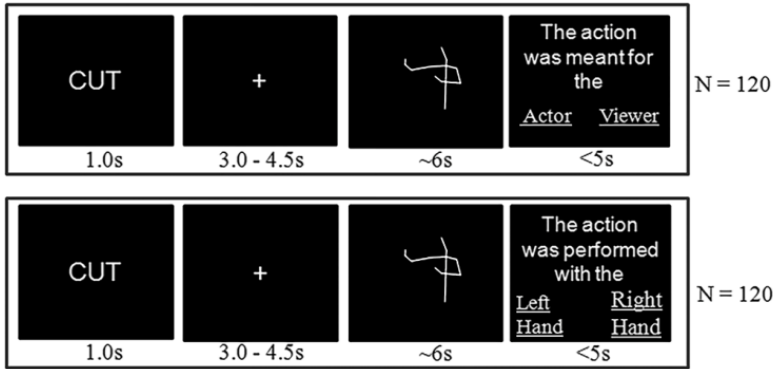 CUT
+
The action
was meant for
the
Actor Viewer
N = 120
1.0s
3.0 - 4.5s
~6s
<5s
CUT
+
The action
was performed
with the
Left Right
Hand Hand
N = 120
1.0s
3.0 - 4.5s
~6s
<5s